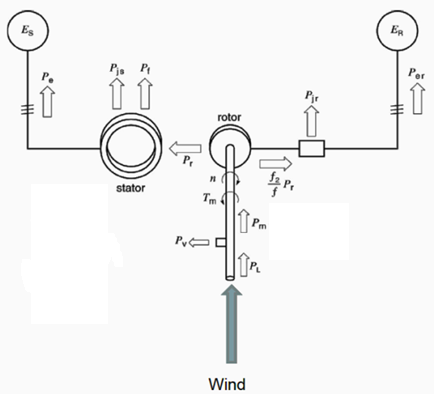 E_S
E_R
P_e
P_js
P_f
P_jr
P_er
rotor
P_r
f_2/f P_r
stator
n
T_m
P_m
P_v
P_L
Wind